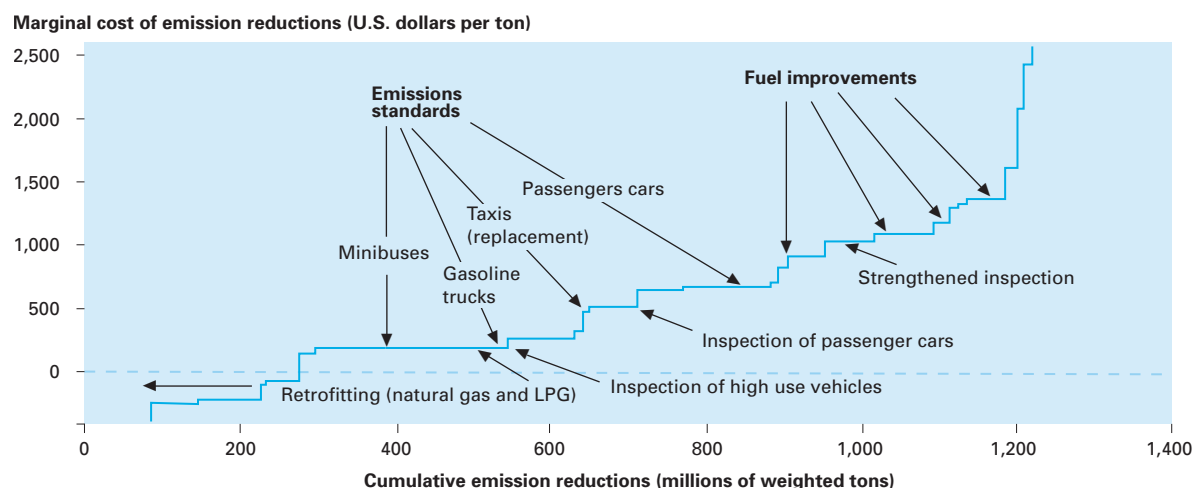 Marginal cost of emission reductions (U.S. dollars per ton)
2,500
2,000
1,500
1,000
500
0
Emissions
standards
Fuel improvements
Passengers cars
Taxis
(replacement)
Minibuses
Gasoline
trucks
Strengthened inspection
Inspection of passenger cars
Inspection of high use vehicles
Retrofitting (natural gas and LPG)
0 200 400 600 800 1,000 1,200 1,400
Cumulative emission reductions (millions of weighted tons)